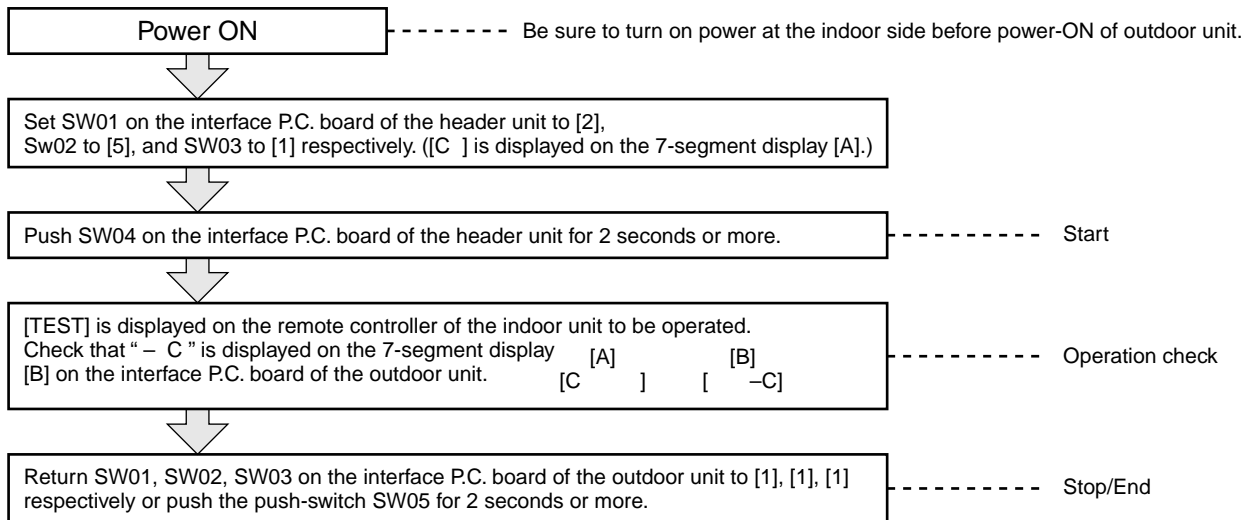 Power ON
Be sure to turn on power at the indoor side before power-ON of outdoor unit.
Set SW01 on the interface P.C. board of the header unit to [2],
Sw02 to [5], and SW03 to [1] respectively. ([C  ] is displayed on the 7-segment display [A].)
Push SW04 on the interface P.C. board of the header unit for 2 seconds or more.
Start
[TEST] is displayed on the remote controller of the indoor unit to be operated.
Check that “ –  C ” is displayed on the 7-segment display
[B] on the interface P.C. board of the outdoor unit.
[A] [B]
[C      ] [      –C]
Operation check
Return SW01, SW02, SW03 on the interface P.C. board of the outdoor unit to [1], [1], [1]
respectively or push the push-switch SW05 for 2 seconds or more.
Stop/End